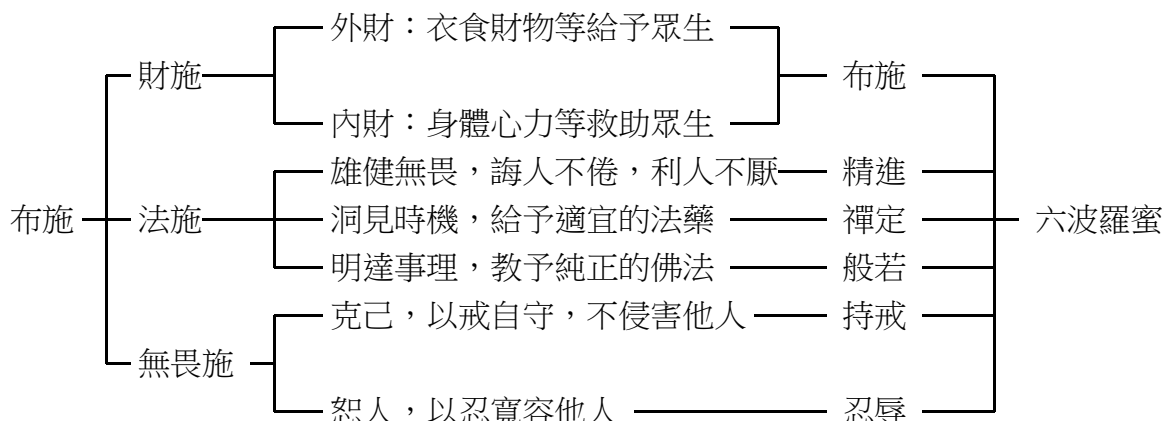 外財：衣食財物等給予眾生
財施 布施
內財：身體心力等救助眾生
雄健無畏，誨人不倦，利人不厭 精進
布施 法施 洞見時機，給予適宜的法藥 禪定 六波羅蜜
明達事理，教予純正的佛法 般若
克己，以戒自守，不侵害他人 持戒
無畏施
恕人，以忍寬容他人 忍辱